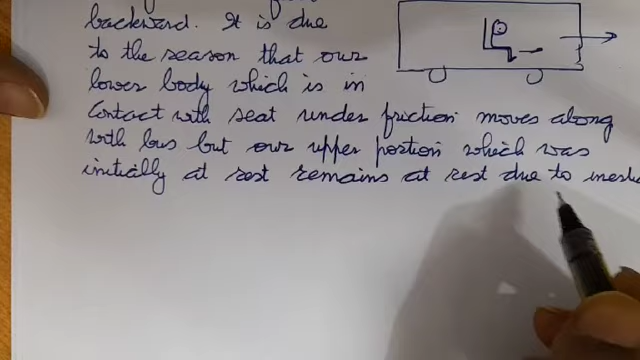 backward. It is due
to the reason that our
lower body which is in
Contact with seat under friction moves along
with bus but our upper portion which was
initially at rest remains at rest due to